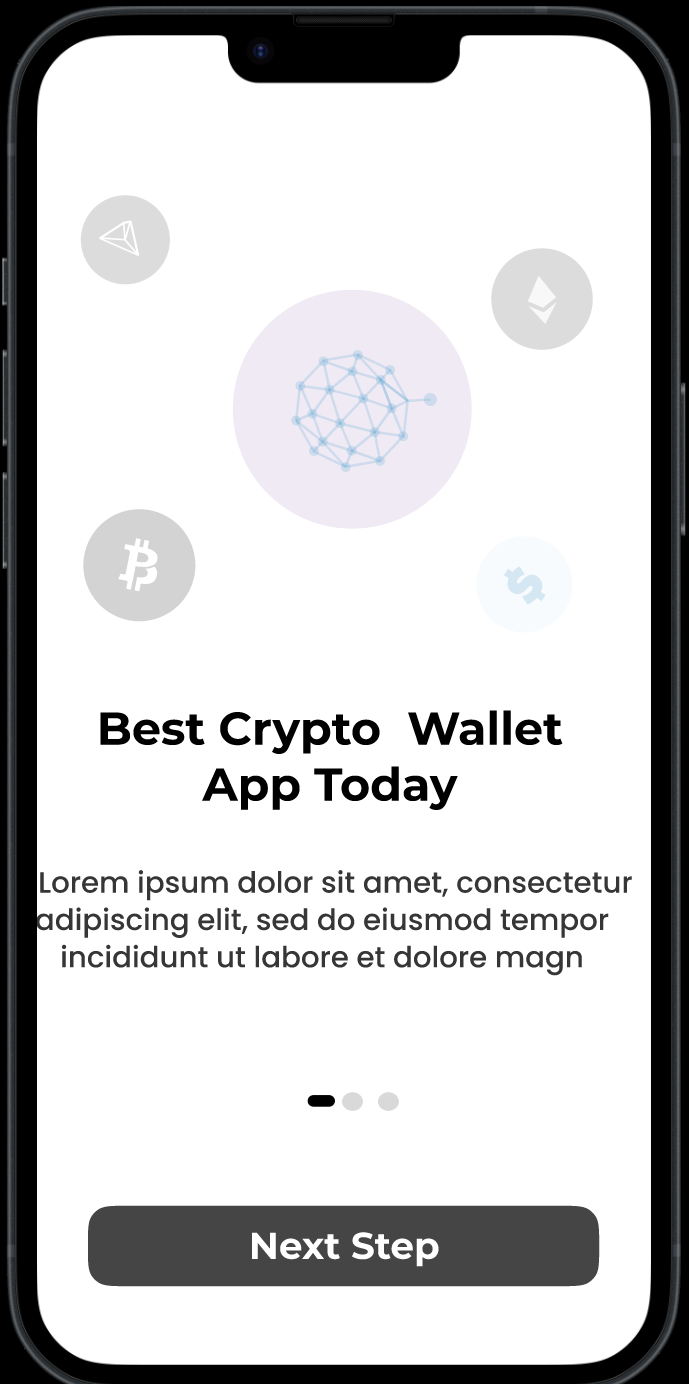 Best Crypto  Wallet
App Today
Lorem ipsum dolor sit amet, consectetur
adipiscing elit, sed do eiusmod tempor
incididunt ut labore et dolore magn
Next Step